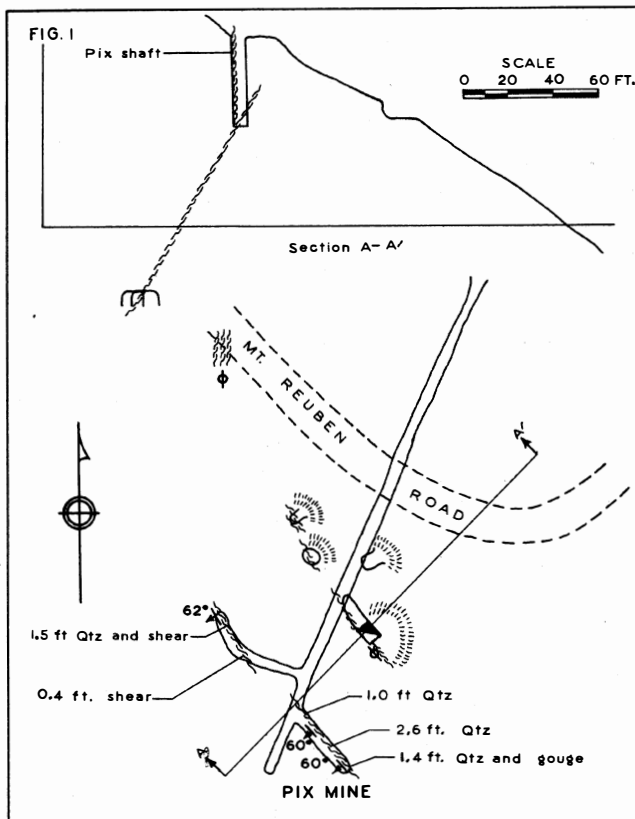 FIG. 1
Pix shaft
SCALE
0 20 40 60 FT.
Section A-A'
MT. REUBEN ROAD
A'
62°
1.5 ft Qtz and shear
0.4 ft. shear
1.0 ft Qtz
2.6 ft. Qtz
60°
60°
1.4 ft. Qtz and gouge
A
PIX MINE